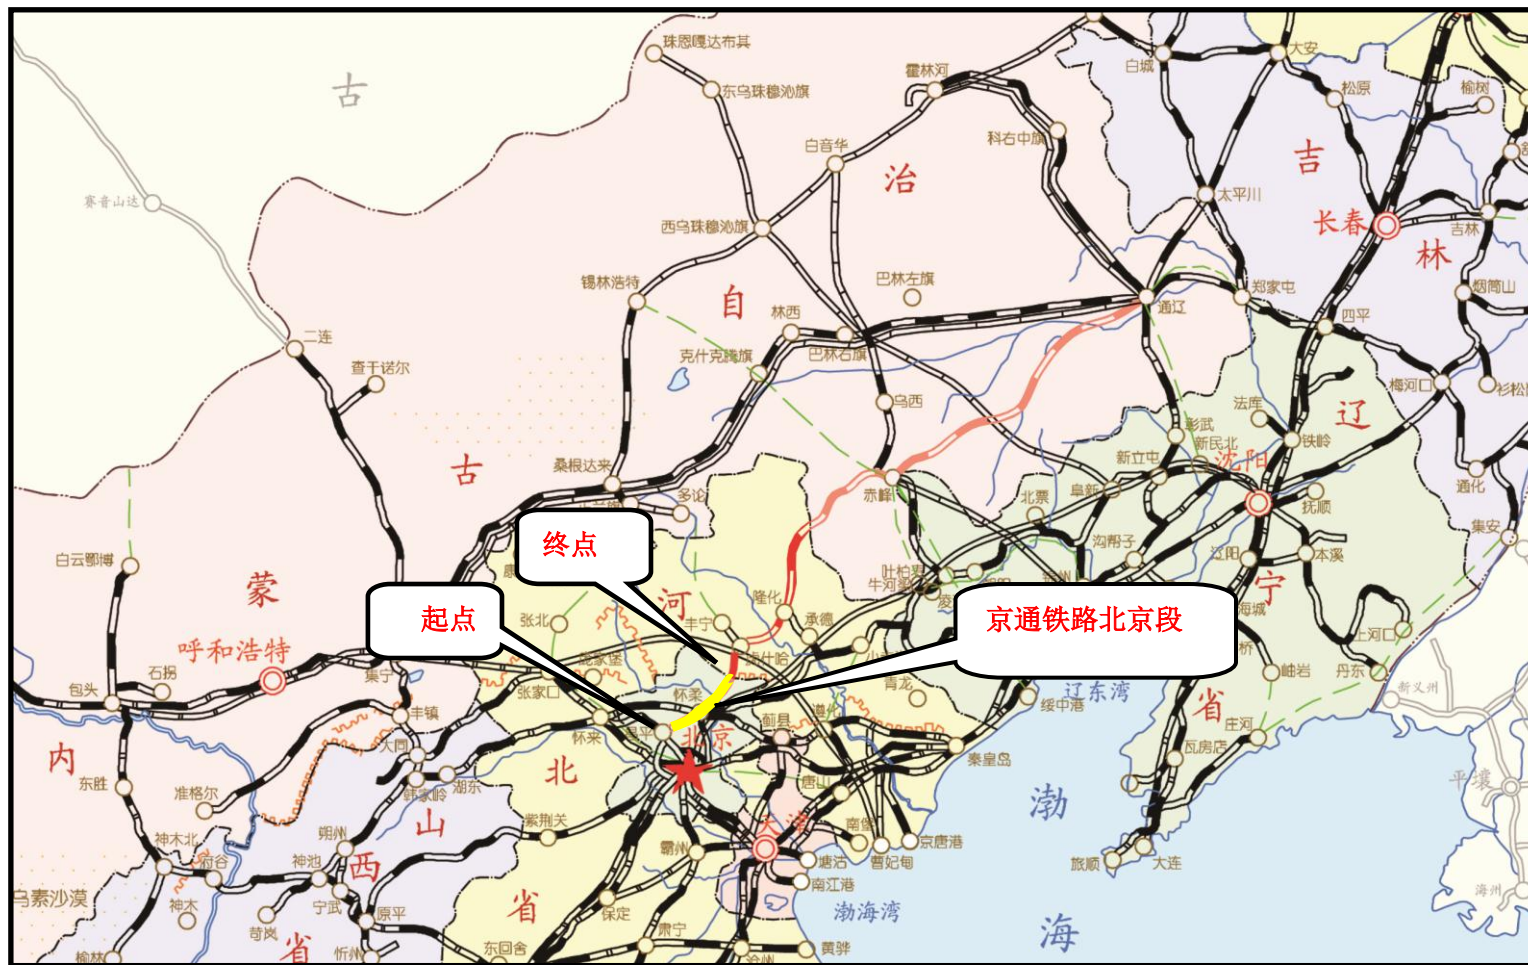 古
珠恩嘎达布其
东乌珠穆沁旗
霍林河
白城
大安
松原
榆树
科右中旗
白音华
治
吉
太平川
长春
吉林
林
赛音山达
西乌珠穆沁旗
锡林浩特
自
巴林左旗
通辽
郑家屯
烟筒山
四平
二连
查干诺尔
林西
克什克腾旗
巴林右旗
梅河口
乌西
法库
辽
彰武
新民北
铁岭
沈阳
新立屯
古
桑根达来
多论
赤峰
北票
阜新
抚顺
通化
集安
终点
沟帮子
辽阳
本溪
白云鄂博
叶柏寿
牛河梁
蒙
河
隆化
起点
张北
丰宁
承德
京通铁路北京段
海城
宁
上河口
呼和浩特
石拐
包头
集宁
虎什哈
张家口
怀柔
青龙
绥中港
辽东湾
桥
岫岩
丹东
新义州
省
丰镇
怀来
昌平
北京
蓟县
遵化
秦皇岛
庄河
瓦房店
内
大同
东胜
准格尔
韩家岭
湖东
北
唐山
渤
平壤
山
朔州
紫荆关
天津
南堡
京唐港
霸州
塘沽
曹妃甸
旅顺
大连
神木北
府谷
神池
西
南江港
海州
乌素沙漠
神木
宁武
苛岚
原平
省
保定
渤海湾
海
榆林
省
忻州
东回舍
肃宁
沧州
黄骅